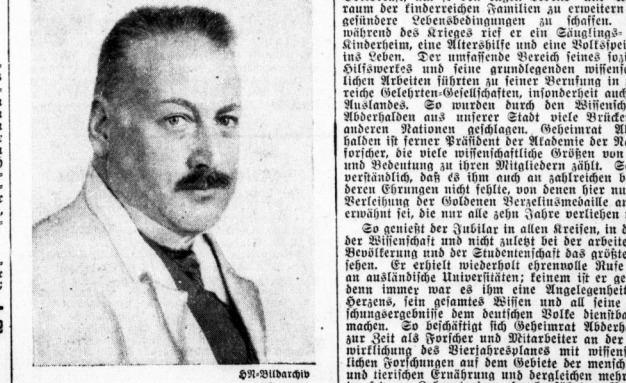 HN-Bildarchiv
raum der kinderreichen Familien zu erweitern
gesündere Lebensbedingungen zu schaffen.
während des Krieges rief er ein Säuglings-
Kinderheim, eine Altershilfe und eine Volksspei
ins Leben. Der umfassende Bereich seines sozi
Hilfswerkes und seine grundlegenden wissensch
lichen Arbeiten führten zu seiner Berufung in
reiche Gelehrten-Gesellschaften, insonderheit auch
Auslandes. So wurden durch den Wissensch
Abderhalden aus unserer Stadt viele Brücke
anderen Nationen geschlagen. Geheimrat Ab
halden ist ferner Präsident der Akademie der Na
forscher, die viele wissenschaftliche Größen von
und Bedeutung zu ihren Mitgliedern zählt. S
verständlich, daß es ihm auch an zahlreichen b
deren Ehrungen nicht fehlte, von denen hier nu
Verleihung der Goldenen Berzeliusmedaille an
erwähnt sei, die nur alle zehn Jahre verliehen
So genießt der Jubilar in allen Kreisen, in d
der Wissenschaft und nicht zuletzt bei der arbeite
Bevölkerung und der Studentenschaft das größte
sehen. Er erhielt wiederholt ehrenvolle Rufe
an ausländische Universitäten; keinem ist er ge
denn immer war es ihm eine Angelegenheit
Herzens, sein gesamtes Wissen und all seine
schungsergebnisse dem deutschen Volke dienstba
machen. So beschäftigt sich Geheimrat Abderh
zur Zeit als Forscher und Mitarbeiter an der
wirklichung des Vierjahresplanes mit wissens
lichen Forschungen auf dem Gebiete der mensch
und tierischen Ernährung und dergleichen mehr